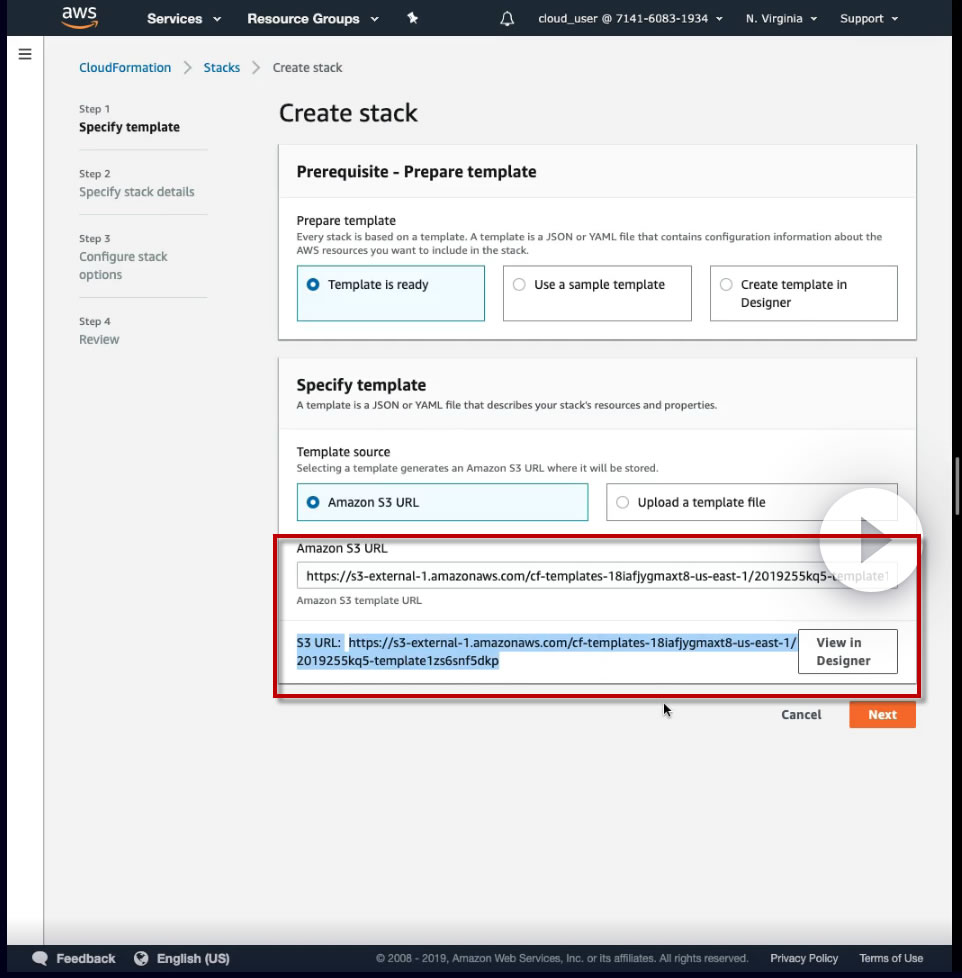 aws
Services
Resource Groups
cloud_user @ 7141-6083-1934
N. Virginia
Support
CloudFormation > Stacks > Create stack
Step 1
Specify template
Step 2
Specify stack details
Step 3
Configure stack
options
Step 4
Review
Create stack
Prerequisite - Prepare template
Prepare template
Every stack is based on a template. A template is a JSON or YAML file that contains configuration information about the
AWS resources you want to include in the stack.
Template is ready
Use a sample template
Create template in
Designer
Specify template
A template is a JSON or YAML file that describes your stack's resources and properties.
Template source
Selecting a template generates an Amazon S3 URL where it will be stored.
Amazon S3 URL
Upload a template file
Amazon S3 URL
https://s3-external-1.amazonaws.com/cf-templates-18iafjygmaxt8-us-east-1/2019255kq5-template1
Amazon S3 template URL
S3 URL: https://s3-external-1.amazonaws.com/cf-templates-18iafjygmaxt8-us-east-1/
2019255kq5-template1zs6snf5dkp
View in
Designer
Cancel
Next
Feedback
English (US)
© 2008 - 2019, Amazon Web Services, Inc. or its affiliates. All rights reserved.
Privacy Policy
Terms of Use